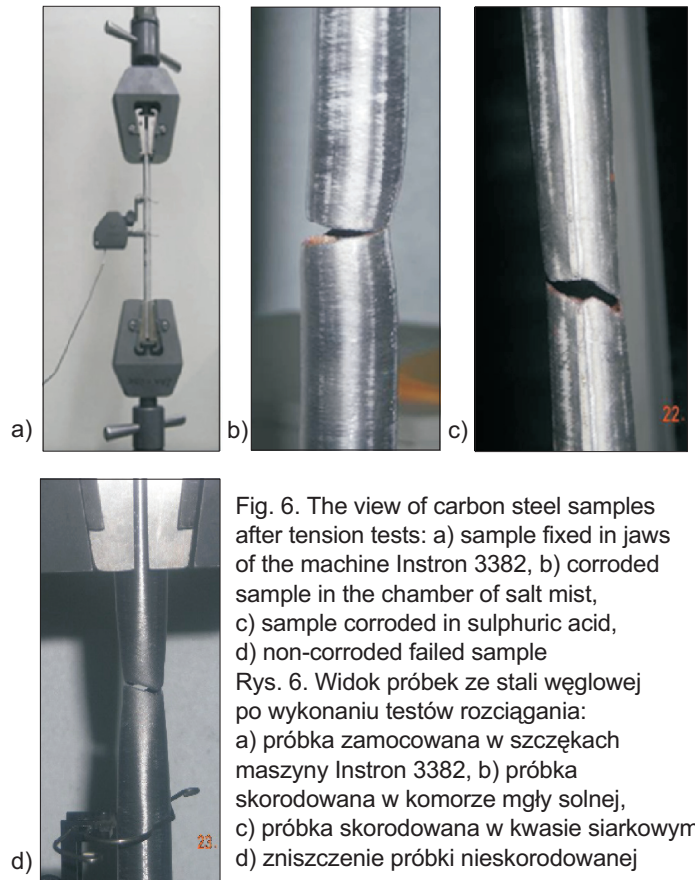 a)
b)
c)
22.
d)
23.
Fig. 6. The view of carbon steel samples
after tension tests: a) sample fixed in jaws
of the machine Instron 3382, b) corroded
sample in the chamber of salt mist,
c) sample corroded in sulphuric acid,
d) non-corroded failed sample
Rys. 6. Widok próbek ze stali węglowej
po wykonaniu testów rozciągania:
a) próbka zamocowana w szczękach
maszyny Instron 3382, b) próbka
skorodowana w komorze mgły solnej,
c) próbka skorodowana w kwasie siarkowym
d) zniszczenie próbki nieskorodowanej